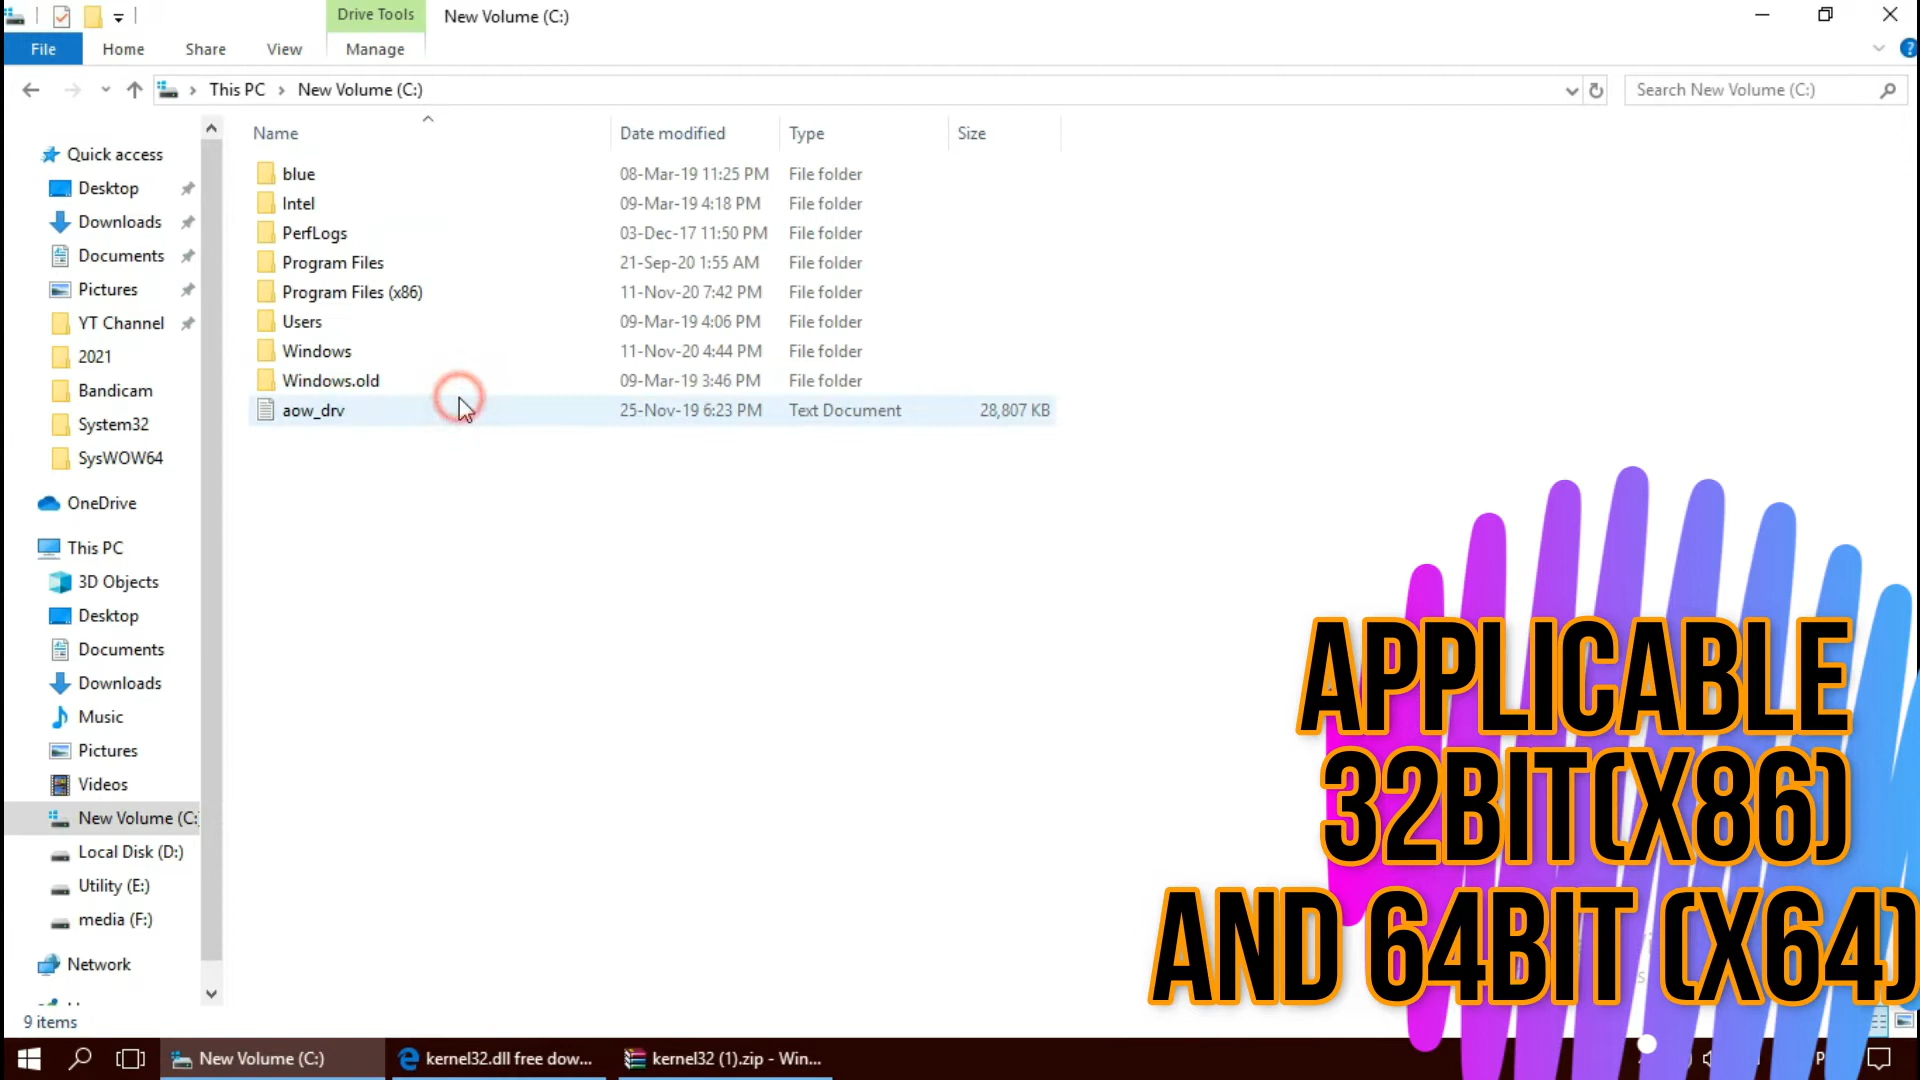 Drive Tools
New Volume (C:)
File
Home
Share
View
Manage
This PC
New Volume (C:)
Search New Volume (C:)
Name
Date modified
Type
Size
Quick access
Desktop
Downloads
Documents
Pictures
YT Channel
2021
Bandicam
System32
SysWOW64
OneDrive
This PC
3D Objects
Desktop
Documents
Downloads
Music
Pictures
Videos
New Volume (C:
Local Disk (D:)
Utility (E:)
media (F:)
Network
blue 08-Mar-19 11:25 PM File folder
Intel 09-Mar-19 4:18 PM File folder
PerfLogs 03-Dec-17 11:50 PM File folder
Program Files 21-Sep-20 1:55 AM File folder
Program Files (x86) 11-Nov-20 7:42 PM File folder
Users 09-Mar-19 4:06 PM File folder
Windows 11-Nov-20 4:44 PM File folder
Windows.old 09-Mar-19 3:46 PM File folder
aow_drv 25-Nov-19 6:23 PM Text Document 28,807 KB
APPLICABLE
32BIT(X86)
AND 64BIT (X64)
9 items
New Volume (C:)
kernel32.dll free dow...
kernel32 (1).zip - Win...